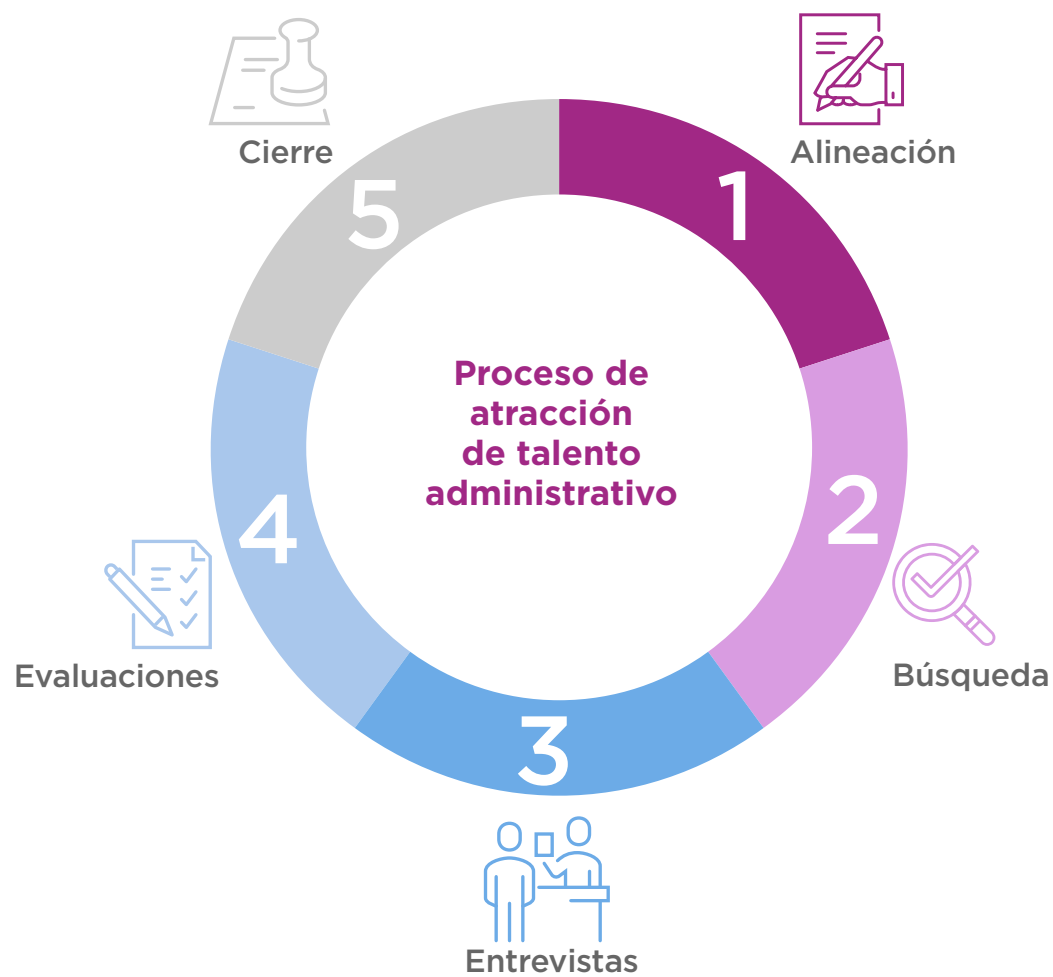 Proceso de
atracción
de talento
administrativo
1
Alineación
2
Búsqueda
3
Entrevistas
4
Evaluaciones
5
Cierre